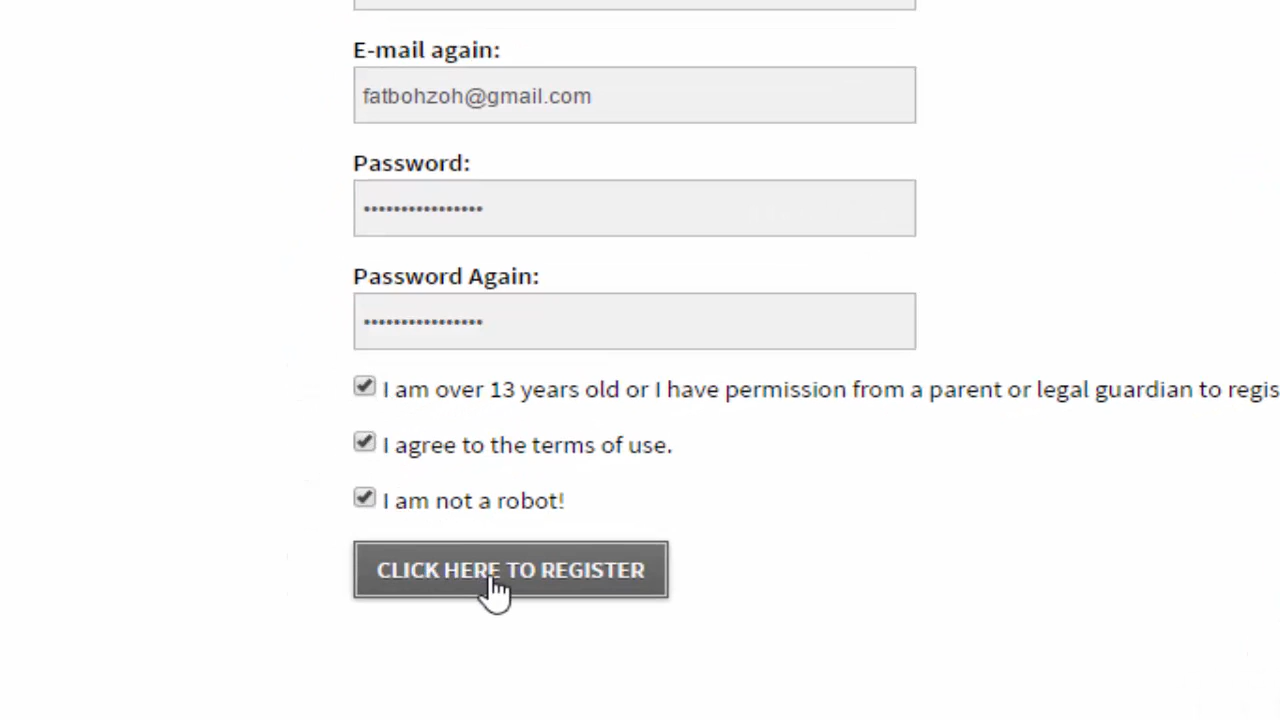 E-mail again:
fatbohzoh@gmail.com
Password:
••••••••••••••••
Password Again:
••••••••••••••••
I am over 13 years old or I have permission from a parent or legal guardian to regis
I agree to the terms of use.
I am not a robot!
CLICK HERE TO REGISTER